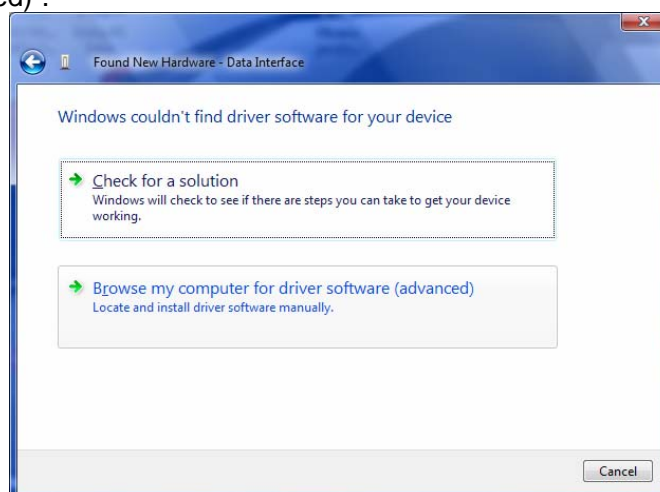 ed) .
Found New Hardware - Data Interface
Windows couldn't find driver software for your device
Check for a solution
Windows will check to see if there are steps you can take to get your device
working.
Browse my computer for driver software (advanced)
Locate and install driver software manually.
Cancel